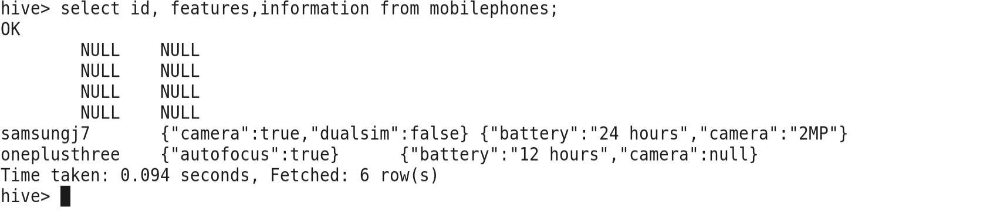 hive> select id, features,information from mobilephones;
OK
        NULL    NULL
        NULL    NULL
        NULL    NULL
        NULL    NULL
samsungj7       {"camera":true,"dualsim":false} {"battery":"24 hours","camera":"2MP"}
oneplusthree    {"autofocus":true}      {"battery":"12 hours","camera":null}
Time taken: 0.094 seconds, Fetched: 6 row(s)
hive>